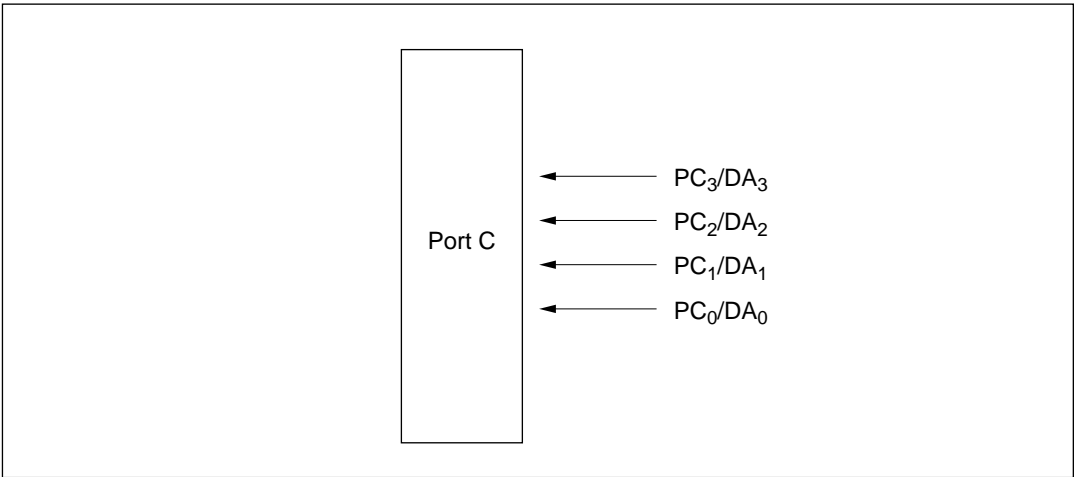 PC₃/DA₃
PC₂/DA₂
Port C
PC₁/DA₁
PC₀/DA₀